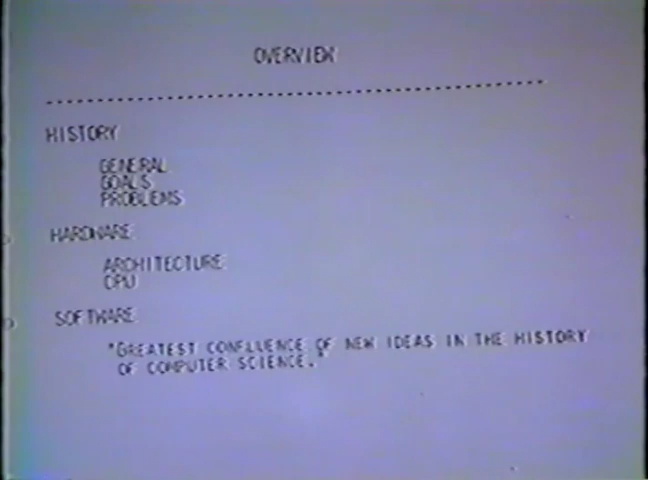 OVERVIEW
HISTORY
GENERAL
GOALS
PROBLEMS
HARDWARE
ARCHITECTURE
CPU
SOFTWARE
"GREATEST CONFLUENCE OF NEW IDEAS IN THE HISTORY
OF COMPUTER SCIENCE."